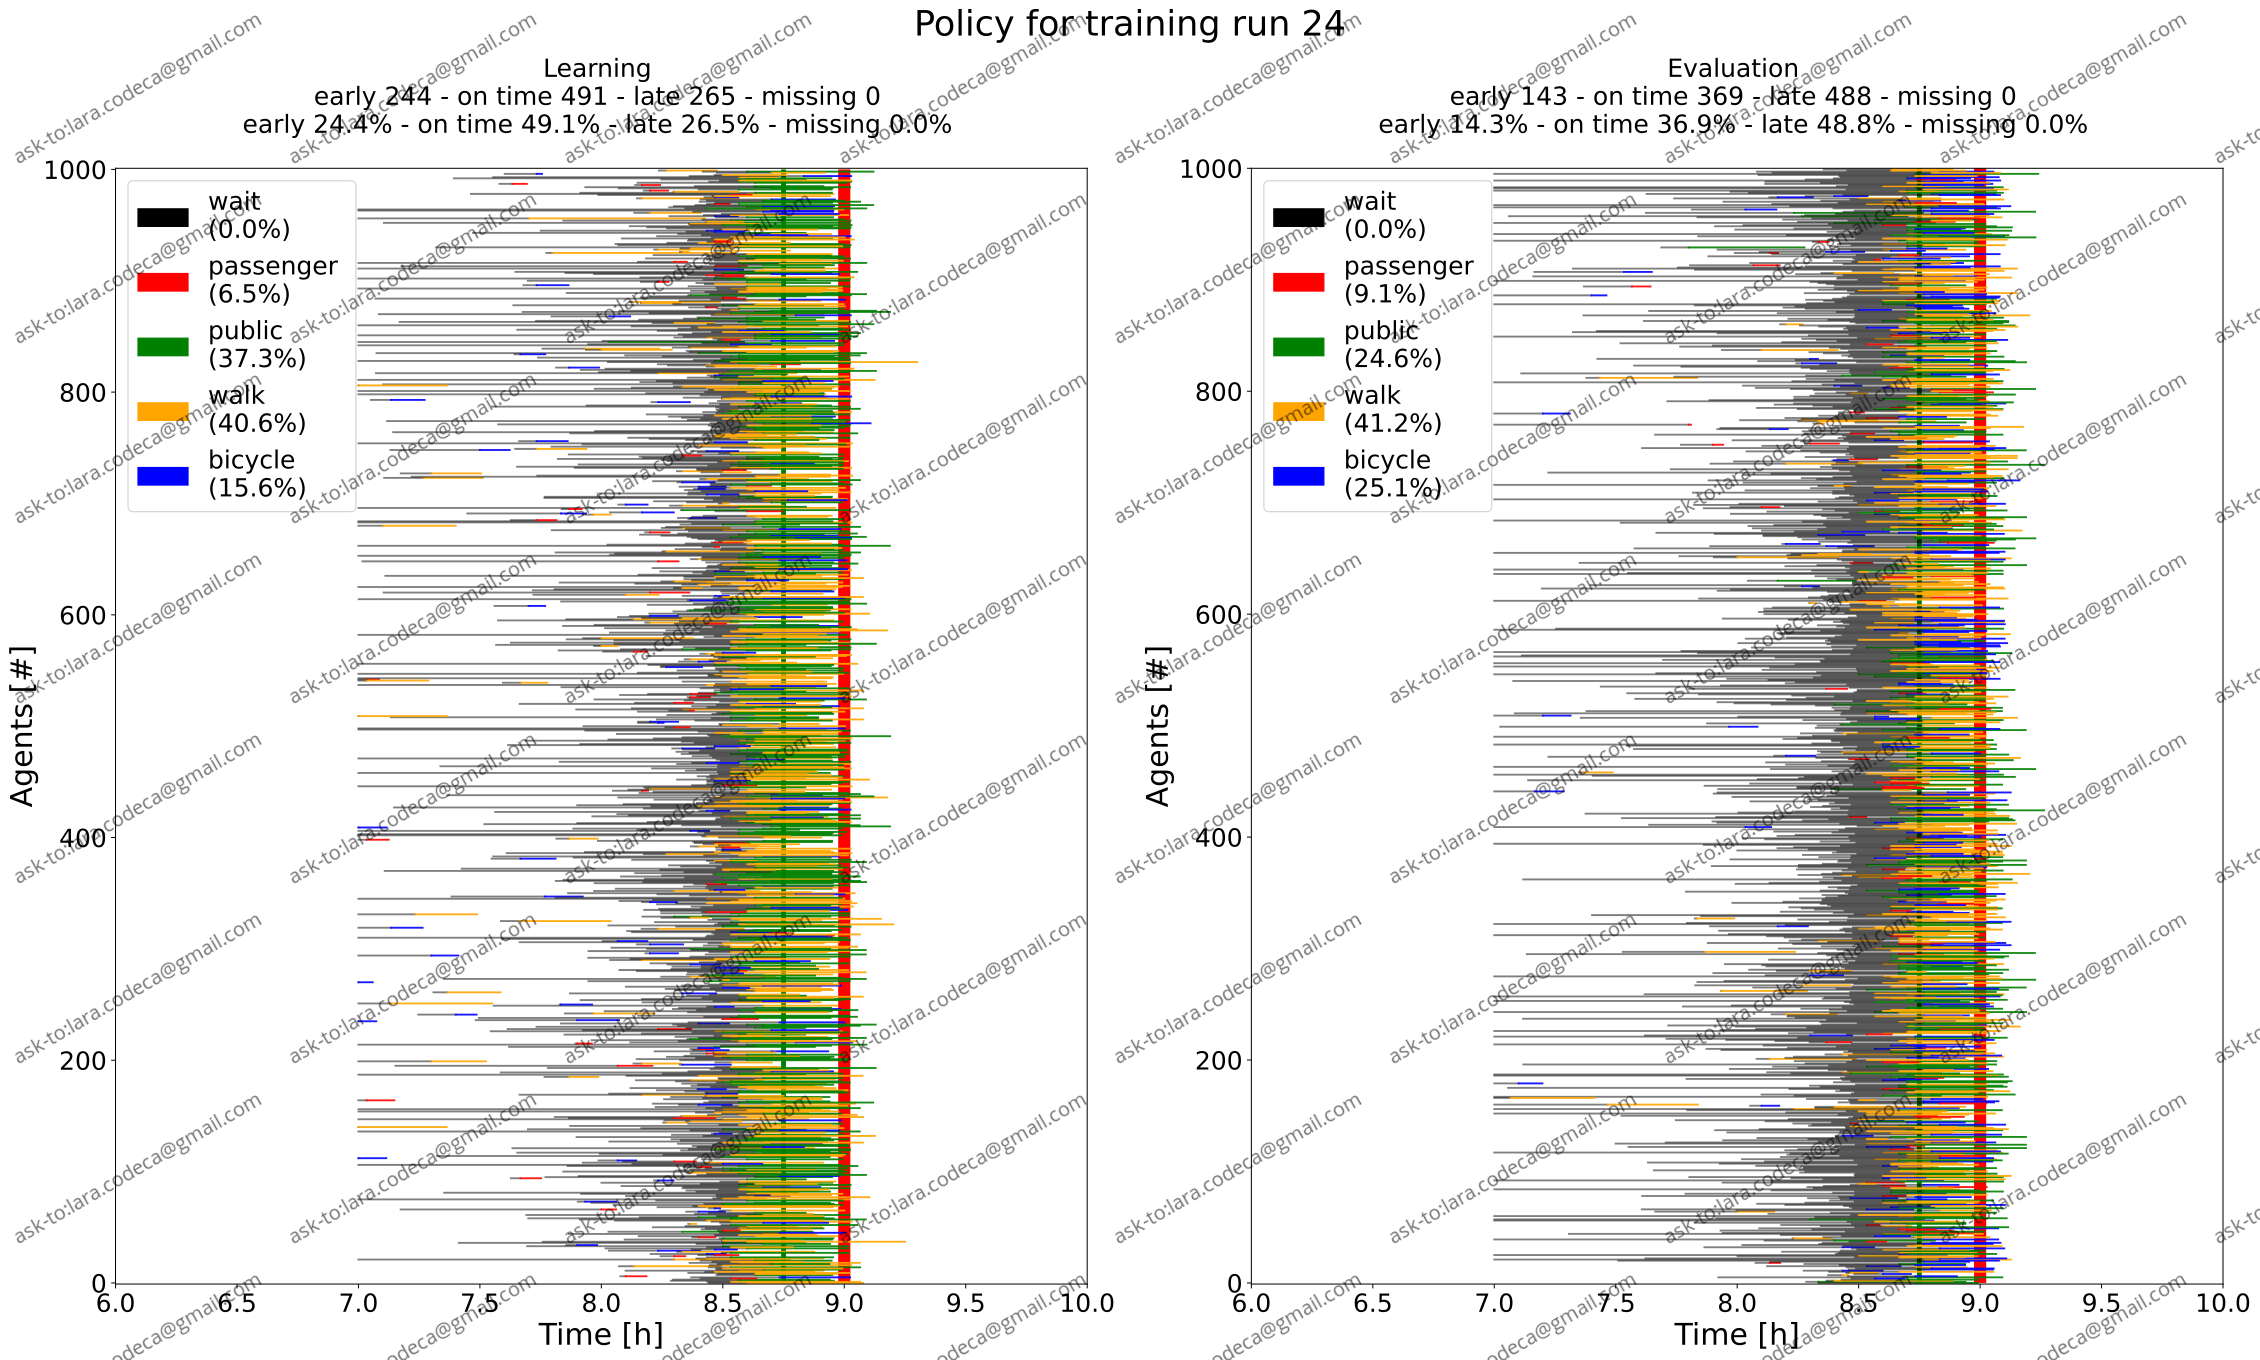 Policy for training run 24
Learning
early 244 - on time 491 - late 265 - missing 0
early 24.4% - on time 49.1% - late 26.5% - missing 0.0%
Agents [#]
1000
800
600
400
200
0
wait
(0.0%)
passenger
(6.5%)
public
(37.3%)
walk
(40.6%)
bicycle
(15.6%)
6.0 6.5 7.0 7.5 8.0 8.5 9.0 9.5 10.0
Time [h]
Evaluation
early 143 - on time 369 - late 488 - missing 0
early 14.3% - on time 36.9% - late 48.8% - missing 0.0%
Agents [#]
1000
800
600
400
200
0
wait
(0.0%)
passenger
(9.1%)
public
(24.6%)
walk
(41.2%)
bicycle
(25.1%)
6.0 6.5 7.0 7.5 8.0 8.5 9.0 9.5 10.0
Time [h]
ask-to:lara.codeca@gmail.com